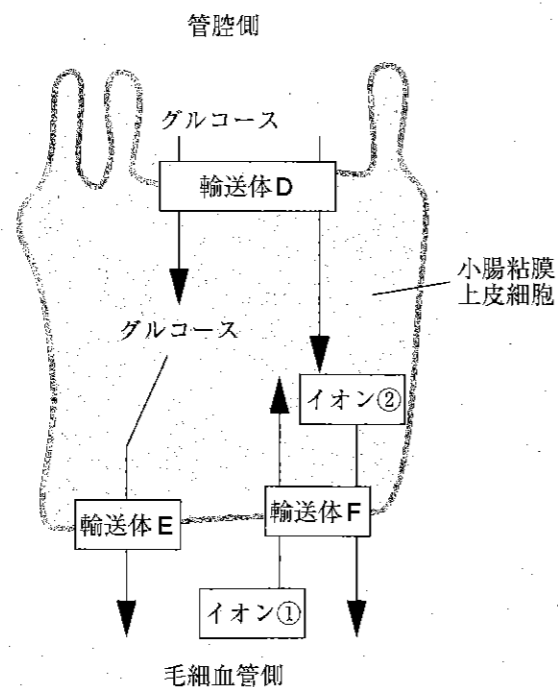 管腔側
グルコース
輸送体D
小腸粘膜
上皮細胞
グルコース
イオン②
輸送体E
輸送体F
イオン①
毛細血管側